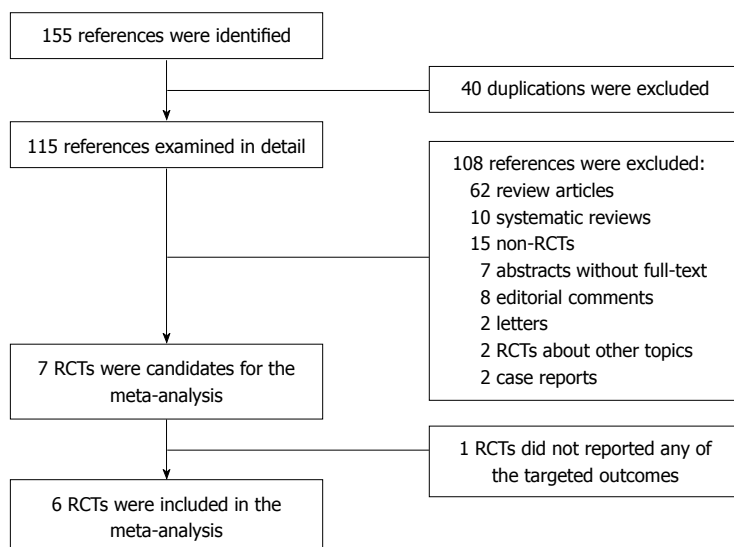 155 references were identified
40 duplications were excluded
115 references examined in detail
108 references were excluded:
62 review articles
10 systematic reviews
15 non-RCTs
7 abstracts without full-text
8 editorial comments
2 letters
2 RCTs about other topics
2 case reports
7 RCTs were candidates for the
meta-analysis
1 RCTs did not reported any of
the targeted outcomes
6 RCTs were included in the
meta-analysis